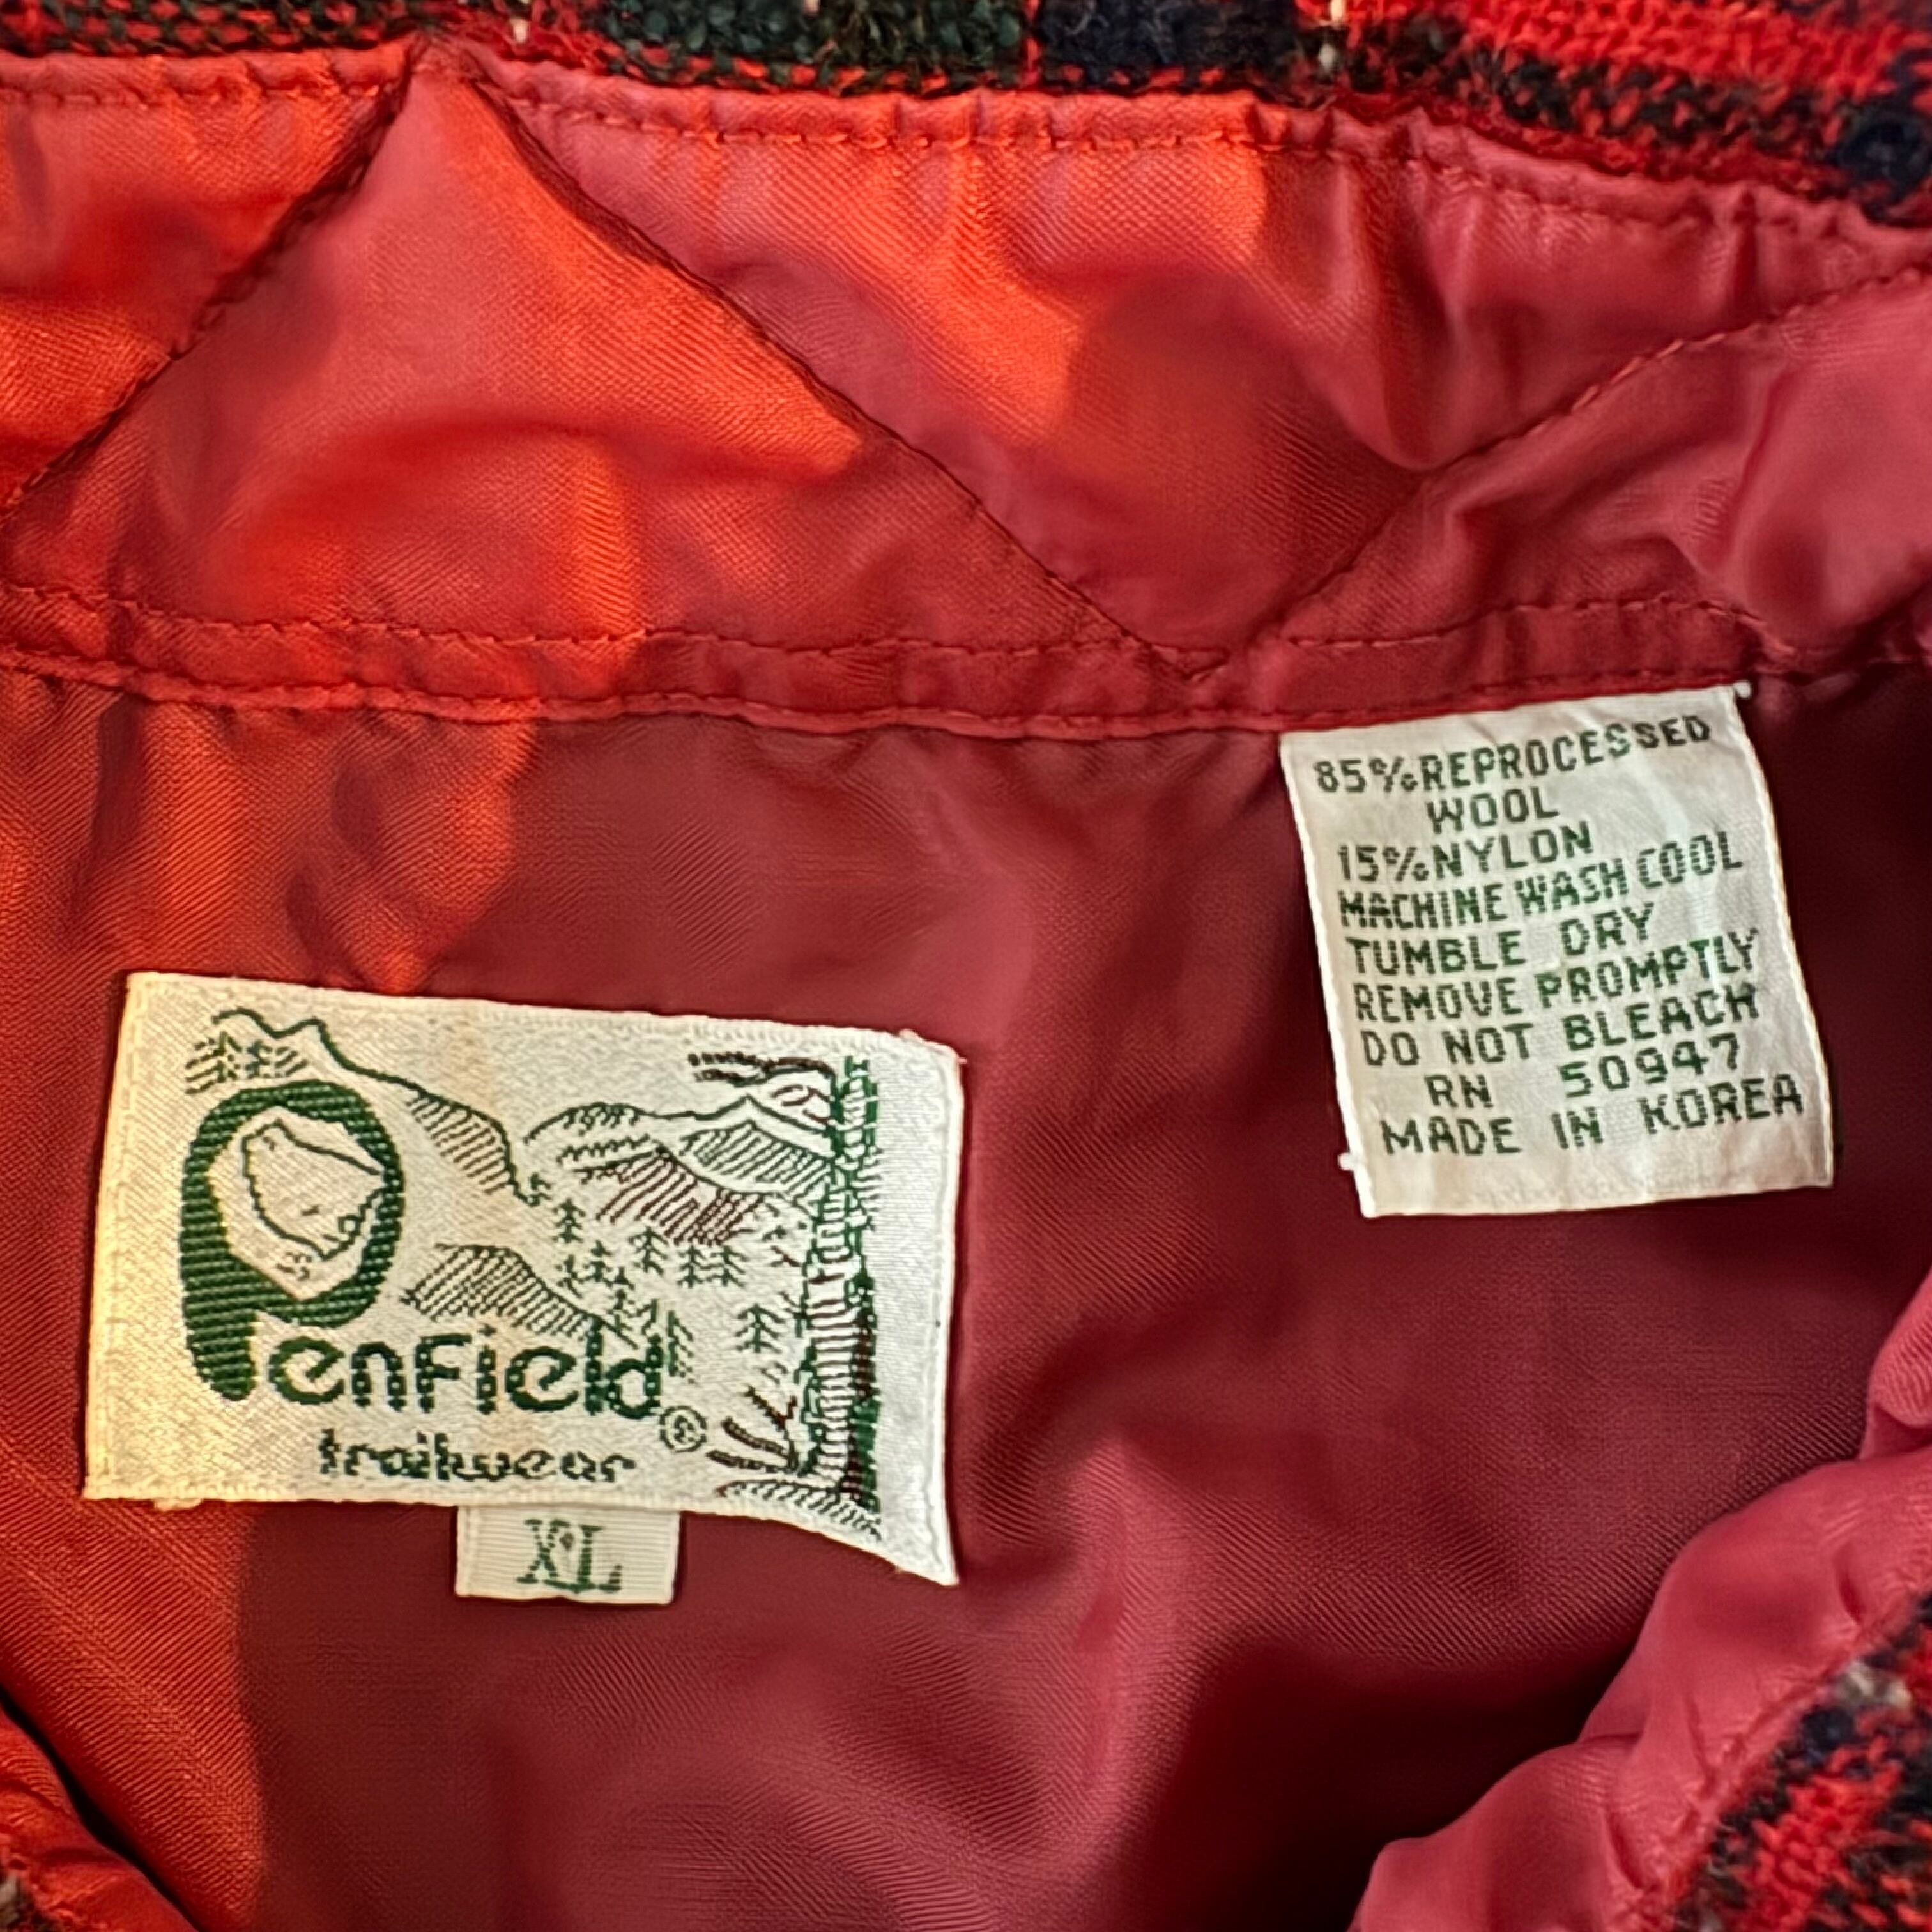 85% REPROCESSED
WOOL
15% NYLON
MACHINE WASH COOL
TUMBLE DRY
REMOVE PROMPTLY
DO NOT BLEACH
RN 50947
MADE IN KOREA
Penfield®
trailwear
XL